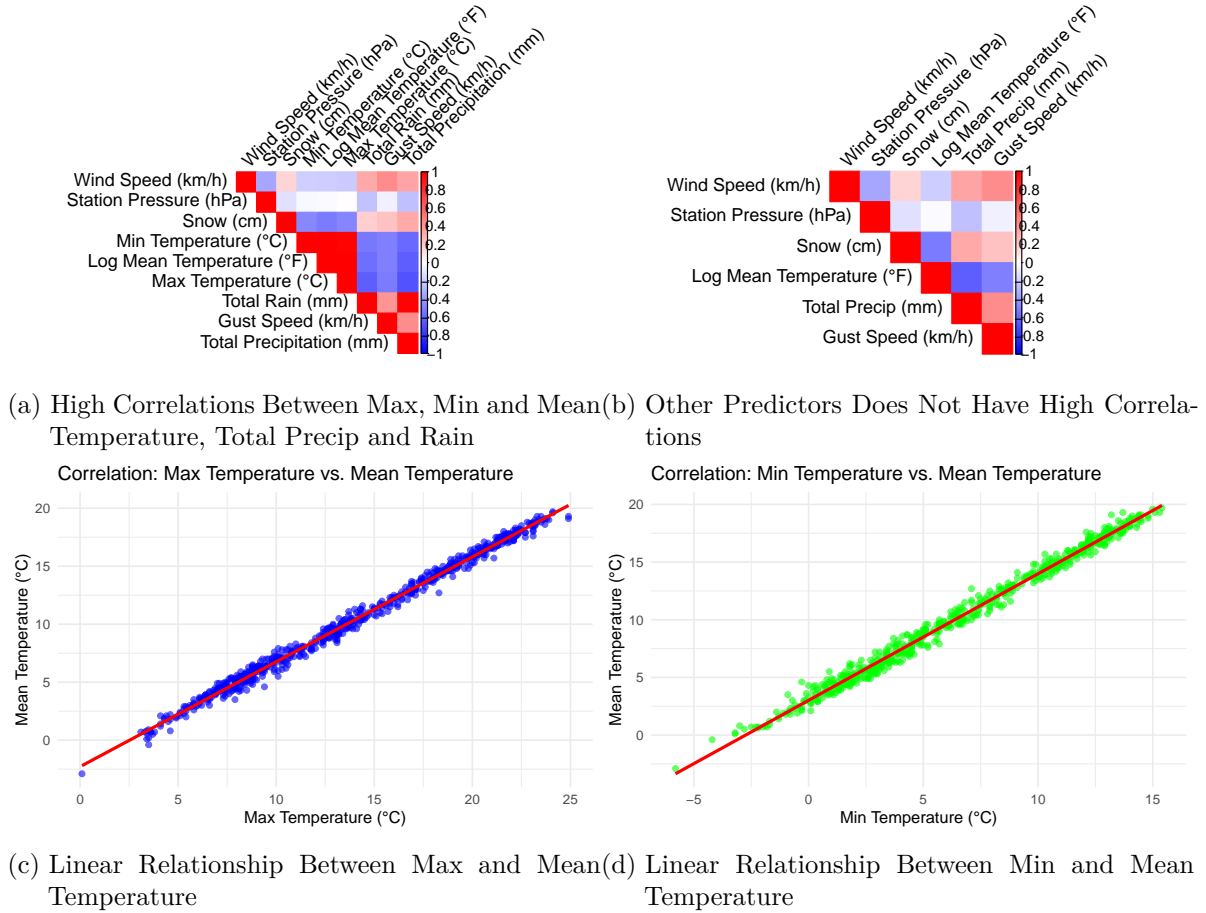 Wind Speed (km/h)
Station Pressure (hPa)
Snow (cm)
Min Temperature (°C)
Log Mean Temperature (°F)
Max Temperature (°C)
Total Rain (mm)
Gust Speed (km/h)
Total Precipitation (mm)
Wind Speed (km/h)
Station Pressure (hPa)
Snow (cm)
Min Temperature (°C)
Log Mean Temperature (°F)
Max Temperature (°C)
Total Rain (mm)
Gust Speed (km/h)
Total Precipitation (mm)
1
0.8
0.6
0.4
0.2
0
−0.2
0.4
0.6
0.8
−1
Wind Speed (km/h)
Station Pressure (hPa)
Snow (cm)
Log Mean Temperature (°F)
Total Precip (mm)
Gust Speed (km/h)
Wind Speed (km/h)
Station Pressure (hPa)
Snow (cm)
Log Mean Temperature (°F)
Total Precip (mm)
Gust Speed (km/h)
1
0.8
0.6
0.4
0.2
0
−0.2
0.4
0.6
0.8
−1
(a) High Correlations Between Max, Min and Mean
Temperature, Total Precip and Rain
(b) Other Predictors Does Not Have High Correla-
tions
Correlation: Max Temperature vs. Mean Temperature
Mean Temperature (°C)
20
15
10
5
0
0 5 10 15 20 25
Max Temperature (°C)
Correlation: Min Temperature vs. Mean Temperature
Mean Temperature (°C)
20
15
10
5
0
−5 0 5 10 15
Min Temperature (°C)
(c) Linear Relationship Between Max and Mean
Temperature
(d) Linear Relationship Between Min and Mean
Temperature